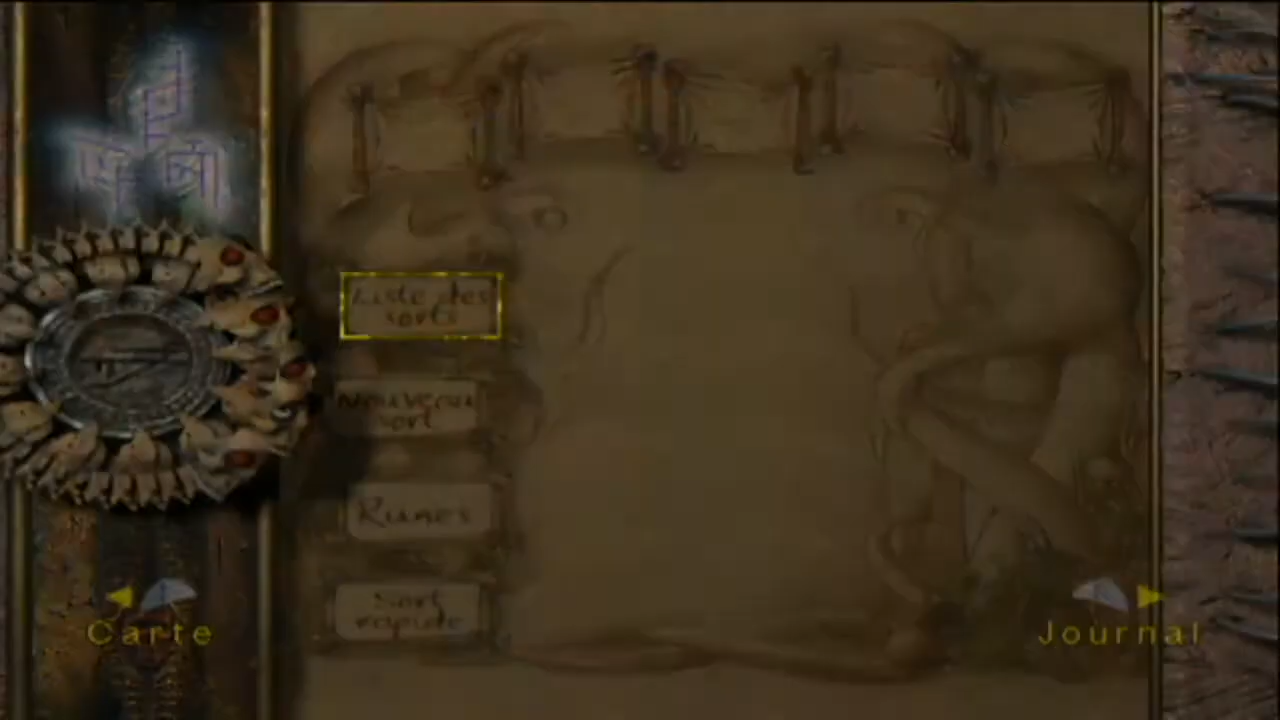 Liste des
sorts
Nouveau
sort
Runes
Sort
rapide
Carte
Journal